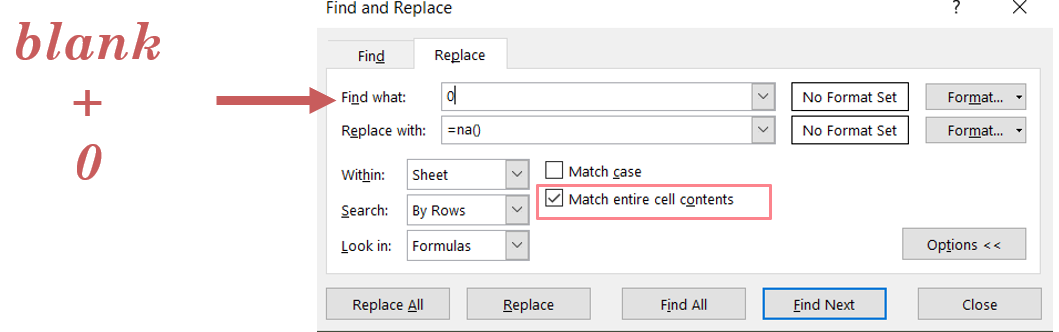 blank
+
0
Find and Replace
?
Find
Replace
Find what:
0
No Format Set
Format...
Replace with:
=na()
No Format Set
Format...
Within:
Sheet
Match case
Search:
By Rows
Match entire cell contents
Look in:
Formulas
Options <<
Replace All
Replace
Find All
Find Next
Close